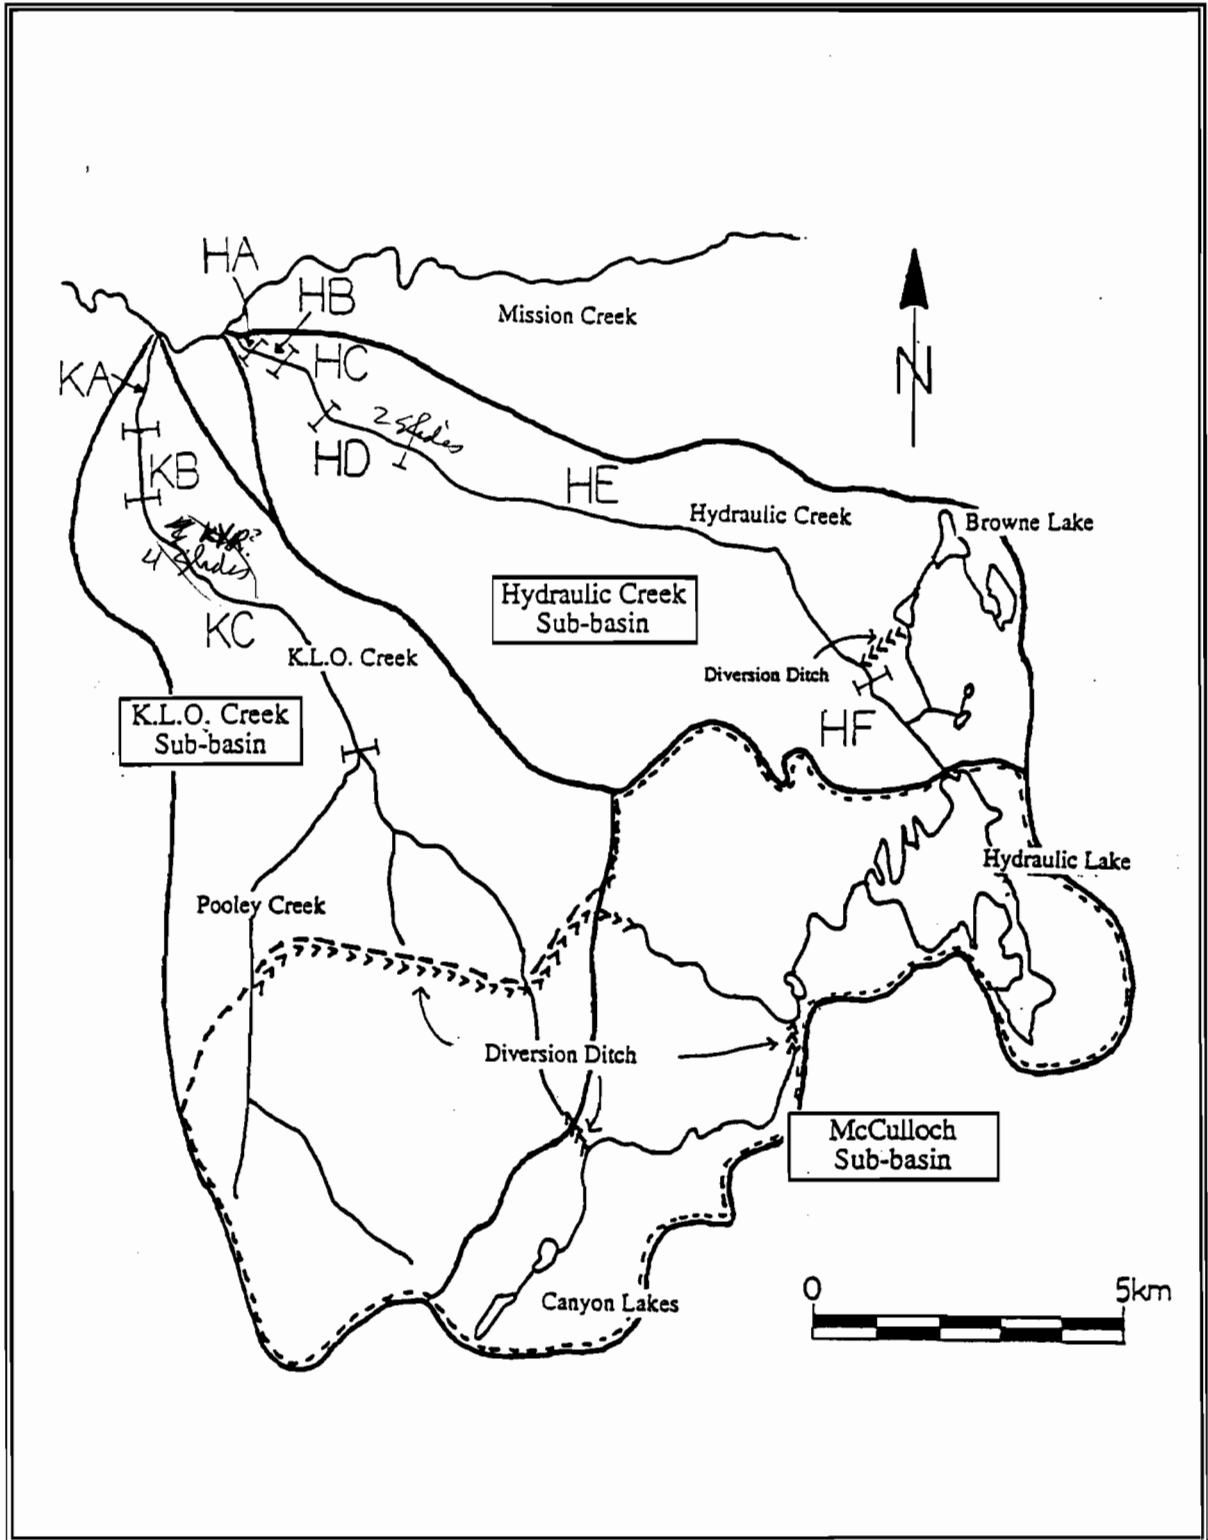 HA
HB
Mission Creek
HC
KA
N
2 slides
HD
KB
HE
Hydraulic Creek
Browne Lake
4 slides
Hydraulic Creek
Sub-basin
KC
K.L.O. Creek
Diversion Ditch
K.L.O. Creek
Sub-basin
HF
Hydraulic Lake
Pooley Creek
Diversion Ditch
McCulloch
Sub-basin
0
5km
Canyon Lakes